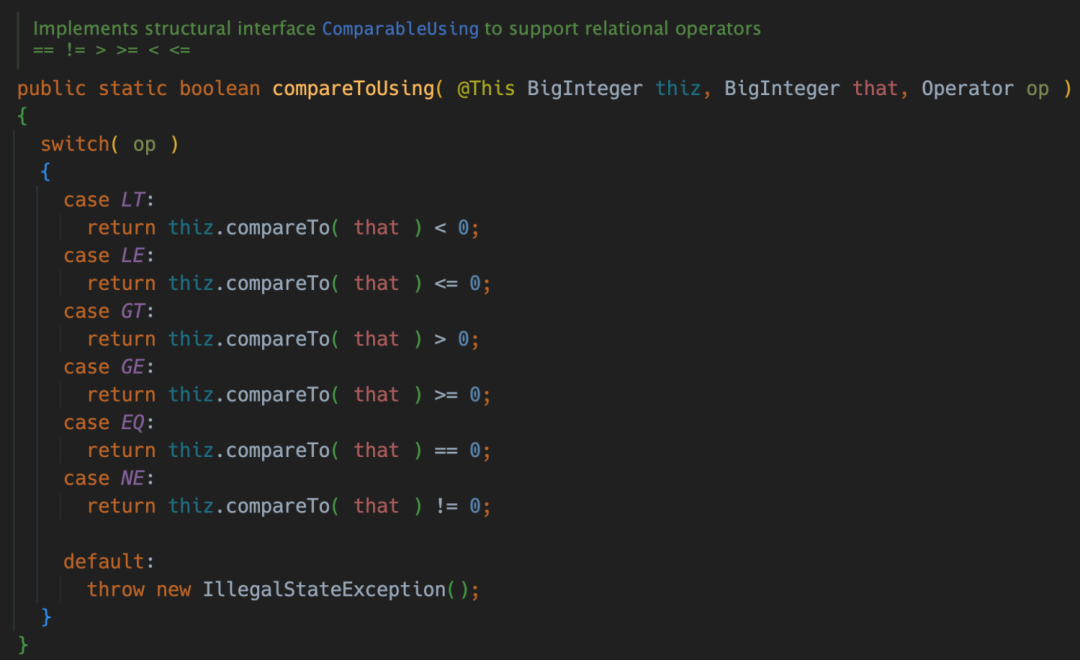 Implements structural interface ComparableUsing to support relational operators
== != > >= < <=
public static boolean compareToUsing( @This BigInteger thiz, BigInteger that, Operator op )
{
  switch( op )
  {
    case LT:
      return thiz.compareTo( that ) < 0;
    case LE:
      return thiz.compareTo( that ) <= 0;
    case GT:
      return thiz.compareTo( that ) > 0;
    case GE:
      return thiz.compareTo( that ) >= 0;
    case EQ:
      return thiz.compareTo( that ) == 0;
    case NE:
      return thiz.compareTo( that ) != 0;
    default:
      throw new IllegalStateException();
  }
}